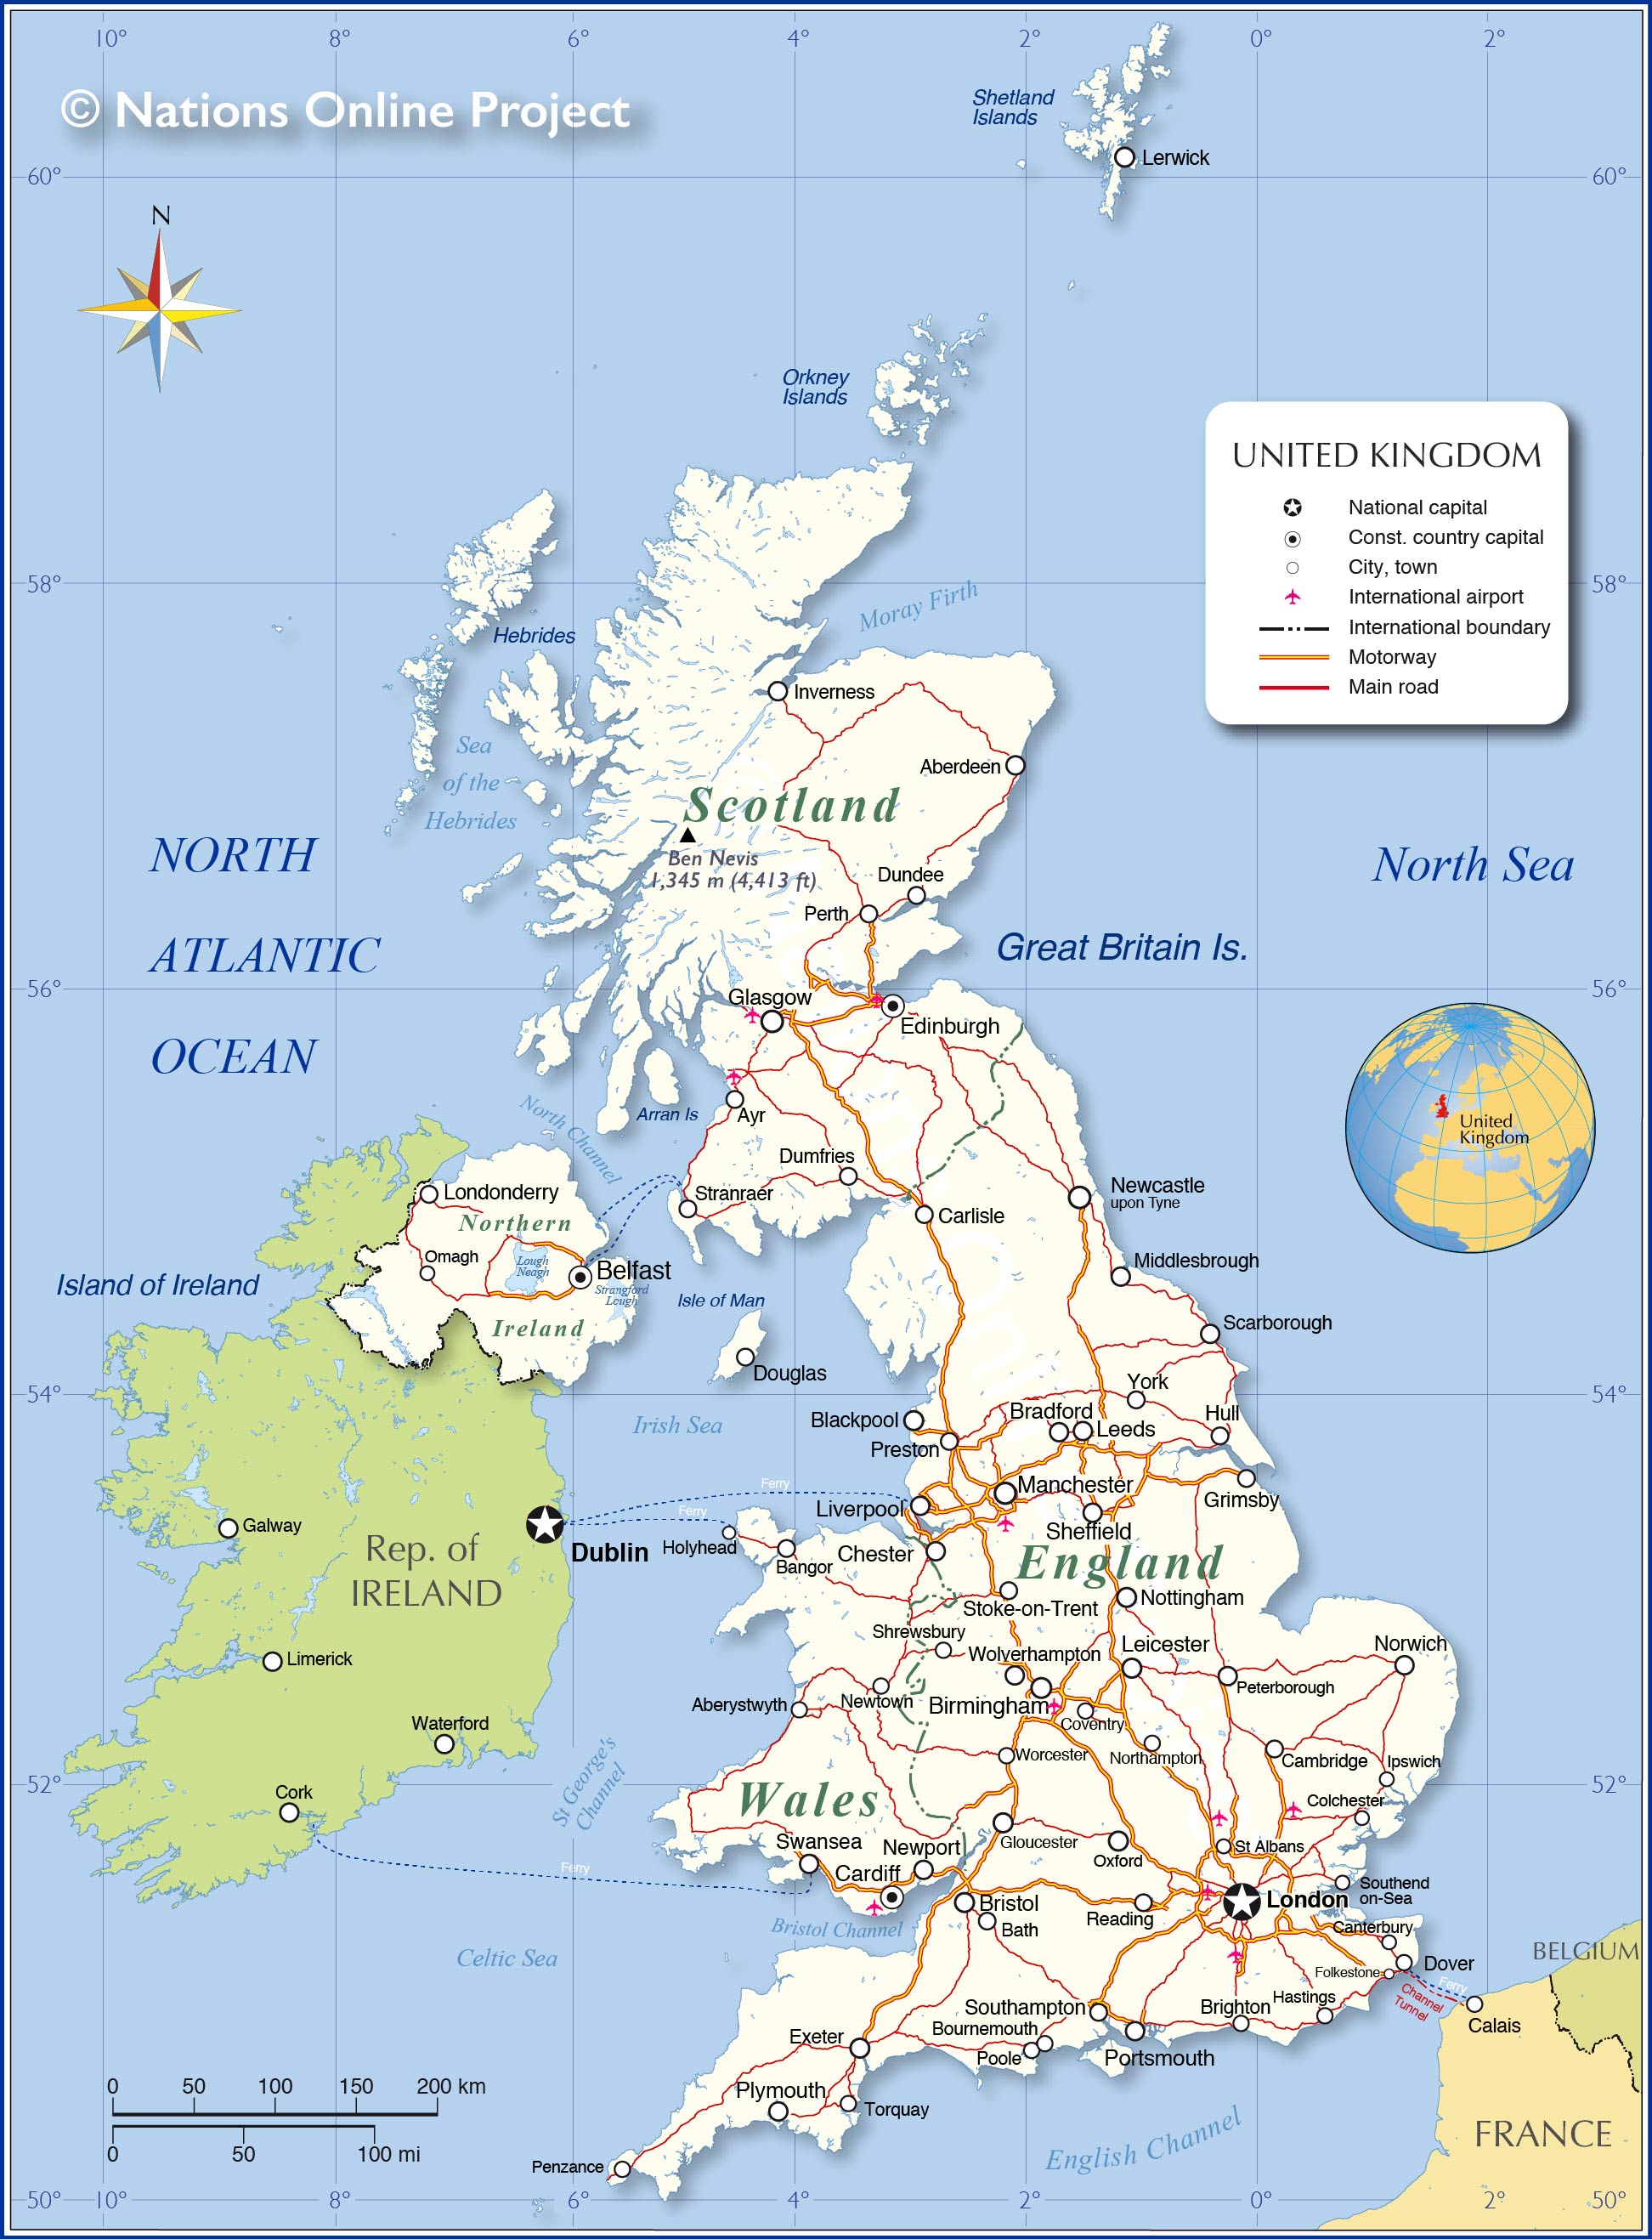 10° 8° 6° 4° 2° 0° 2°
© Nations Online Project
Shetland
Islands
Lerwick
60° 60°
N
Orkney
Islands
UNITED KINGDOM
National capital
Const. country capital
City, town
International airport
International boundary
Motorway
Main road
58° 58°
Moray Firth
Hebrides
Inverness
Sea
of the
Hebrides
Aberdeen
Scotland
Ben Nevis
1,345 m (4,413 ft)
NORTH
ATLANTIC
OCEAN
North Sea
Dundee
Perth
Great Britain Is.
56° 56°
Glasgow
Edinburgh
North Channel
Arran Is
Ayr
United
Kingdom
Dumfries
Stranraer
Londonderry
Northern
Newcastle
upon Tyne
Carlisle
Omagh
Lough
Neagh
Belfast
Strangford
Lough
Middlesbrough
Island of Ireland
Isle of Man
Ireland
Scarborough
Douglas
54° 54°
York
Blackpool
Bradford
Hull
Irish Sea
Leeds
Preston
Ferry
Manchester
Grimsby
Liverpool
Ferry
Galway
Sheffield
Rep. of
IRELAND
Dublin
Holyhead
Bangor
Chester
England
Nottingham
Stoke-on-Trent
Shrewsbury
Leicester
Norwich
Limerick
Wolverhampton
Peterborough
Newtown
Aberystwyth
Birmingham
Coventry
Waterford
Worcester
Northampton
Cambridge
Ipswich
St George's
Channel
52° 52°
Cork
Wales
Colchester
Swansea
Newport
Gloucester
St Albans
Oxford
Ferry
Cardiff
Southend
on-Sea
Bristol
London
Reading
Bristol Channel
Bath
Canterbury
Celtic Sea
BELGIUM
Dover
Folkestone
Ferry
Channel
Tunnel
Hastings
Southampton
Brighton
Calais
Bournemouth
Exeter
Poole
Portsmouth
0 50 100 150 200 km
Plymouth
Torquay
FRANCE
0 50 100 mi
English Channel
Penzance
50° 10° 8° 6° 4° 2° 0° 2° 50°